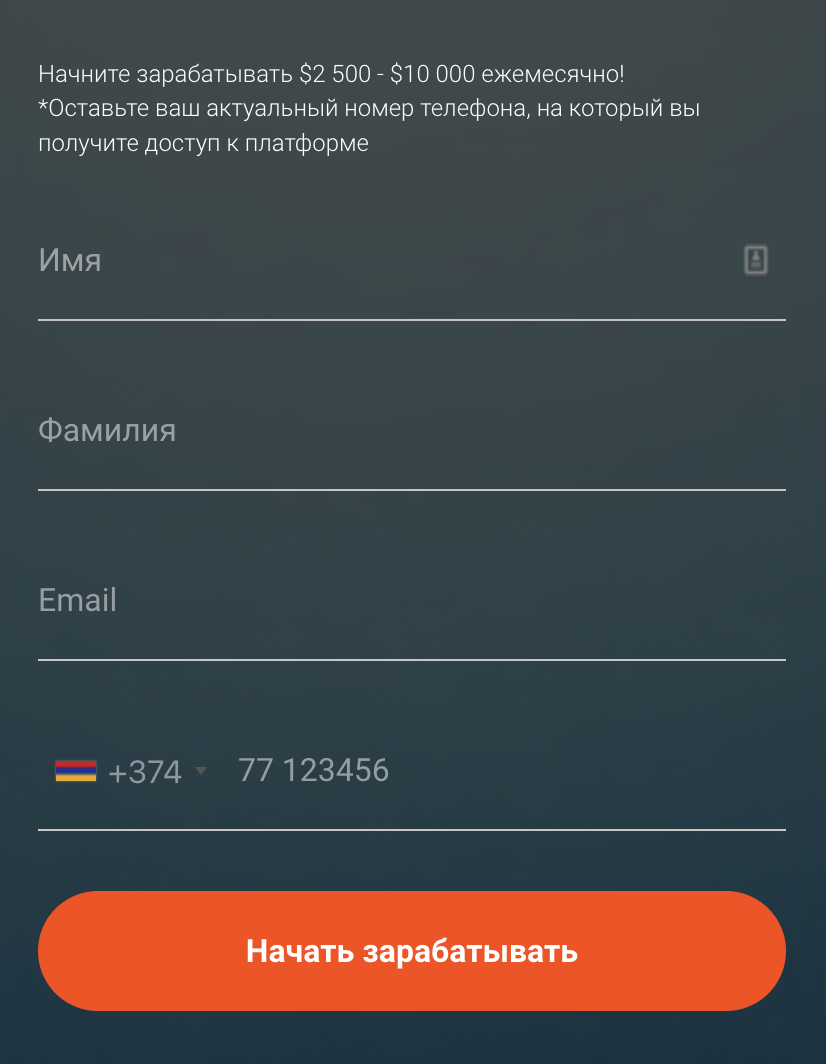 Начните зарабатывать $2 500 - $10 000 ежемесячно!
*Оставьте ваш актуальный номер телефона, на который вы
получите доступ к платформе
Имя
Фамилия
Email
+374 77 123456
Начать зарабатывать